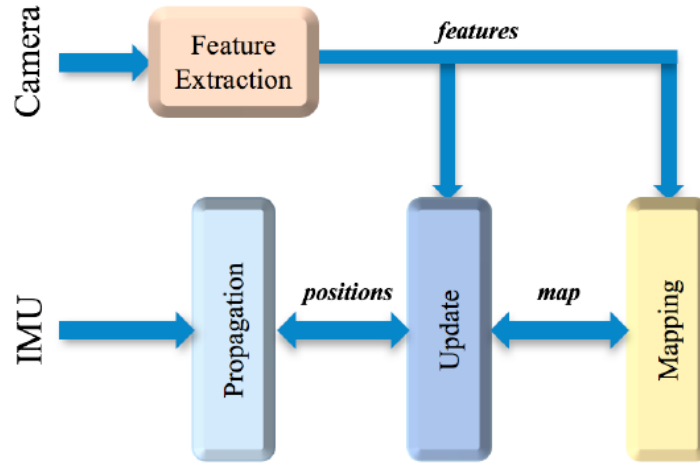 Camera
Feature
Extraction
features
IMU
Propagation
positions
Update
map
Mapping